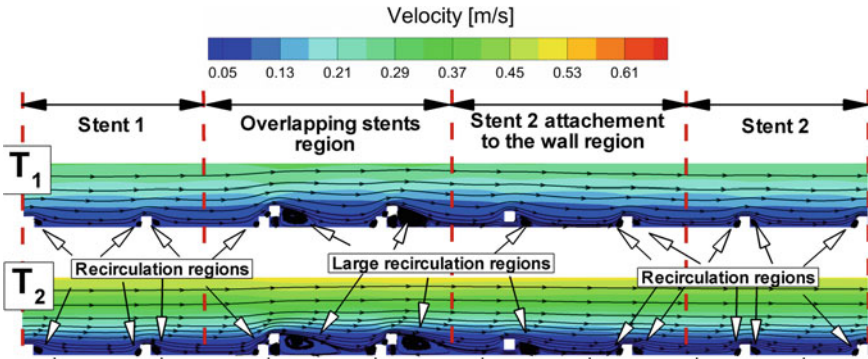 Velocity [m/s]
0.05 0.13 0.21 0.29 0.37 0.45 0.53 0.61
Stent 1
Overlapping stents
region
Stent 2 attachement
to the wall region
Stent 2
T1
Recirculation regions
Large recirculation regions
Recirculation regions
T2